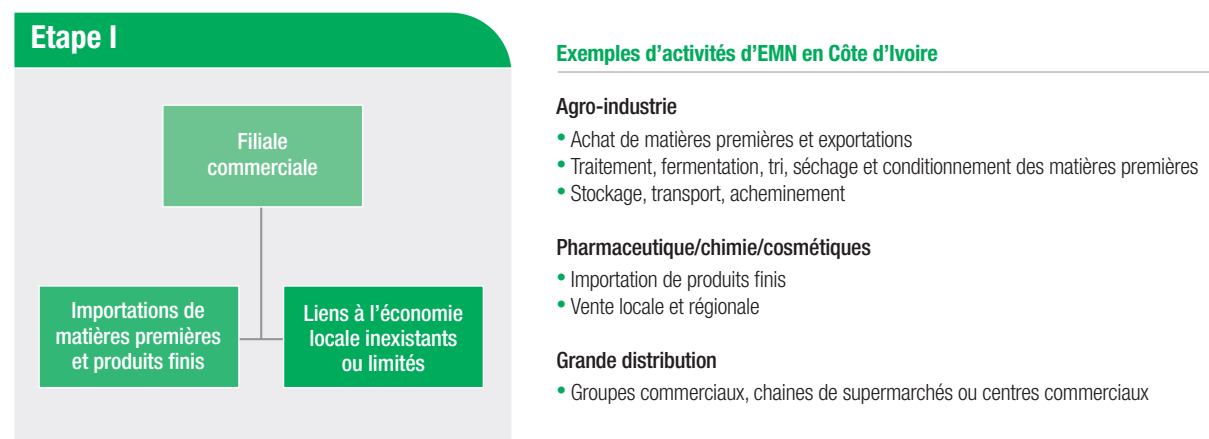 Etape I
Filiale
commerciale
Importations de
matières premières
et produits finis
Liens à l’économie
locale inexistants
ou limités
Exemples d’activités d’EMN en Côte d’Ivoire
Agro-industrie
• Achat de matières premières et exportations
• Traitement, fermentation, tri, séchage et conditionnement des matières premières
• Stockage, transport, acheminement
Pharmaceutique/chimie/cosmétiques
• Importation de produits finis
• Vente locale et régionale
Grande distribution
• Groupes commerciaux, chaines de supermarchés ou centres commerciaux